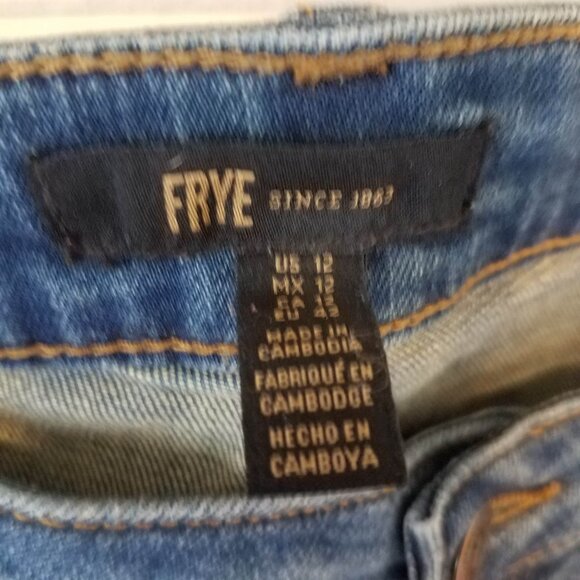 FRYE SINCE 1863
US 12
MX 12
CA 12
EU 42
MADE IN
CAMBODIA
FABRIQUÉ EN
CAMBODGE
HECHO EN
CAMBOYA